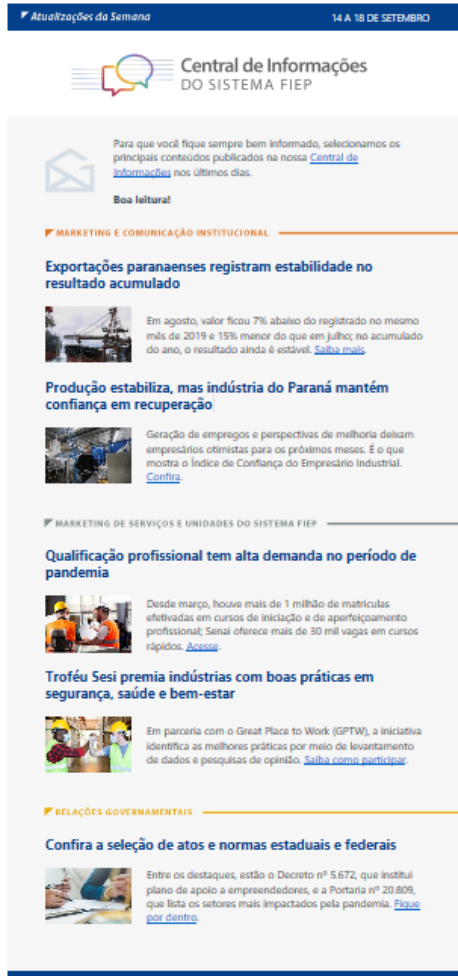 Atualizações da Semana
14 A 18 DE SETEMBRO
Central de Informações
DO SISTEMA FIEP
Para que você fique sempre bem informado, selecionamos os
principais conteúdos publicados na nossa Central de
Informações nos últimos dias.
Boa leitura!
MARKETING E COMUNICAÇÃO INSTITUCIONAL
Exportações paranaenses registram estabilidade no
resultado acumulado
Em agosto, valor ficou 7% abaixo do registrado no mesmo
mês de 2019 e 15% menor do que em julho; no acumulado
do ano, o resultado ainda é estável. Saiba mais.
Produção estabiliza, mas indústria do Paraná mantém
confiança em recuperação
Geração de empregos e perspectivas de melhoria deixam
empresários otimistas para os próximos meses. É o que
mostra o Índice de Confiança do Empresário Industrial.
Confira.
MARKETING DE SERVIÇOS E UNIDADES DO SISTEMA FIEP
Qualificação profissional tem alta demanda no período de
pandemia
Desde março, houve mais de 1 milhão de matrículas
efetivadas em cursos de iniciação e de aperfeiçoamento
profissional; Senai oferece mais de 30 mil vagas em cursos
rápidos. Acesse.
Troféu Sesi premia indústrias com boas práticas em
segurança, saúde e bem-estar
Em parceria com o Great Place to Work (GPTW), a iniciativa
identifica as melhores práticas por meio de levantamento
de dados e pesquisas de opinião. Saiba como participar.
RELAÇÕES GOVERNAMENTAIS
Confira a seleção de atos e normas estaduais e federais
Entre os destaques, estão o Decreto nº 5.672, que institui
plano de apoio a empreendedores, e a Portaria nº 20.809,
que lista os setores mais impactados pela pandemia. Fique
por dentro.